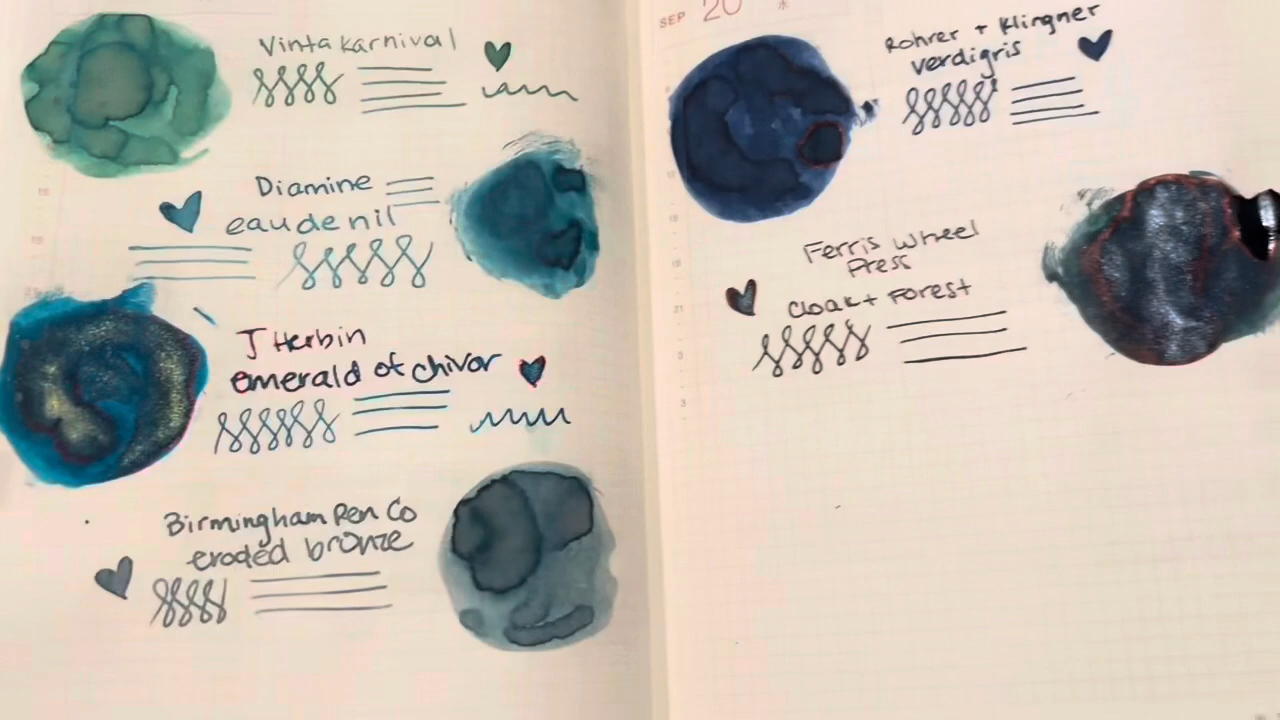 Vinta Karnival
Diamine
eau de nil
J Herbin
emerald of chivor
Birmingham Pen Co
eroded bronze
SEP 20 水
Rohrer + Klingner
verdigris
Ferris Wheel
Press
Cloak + Forest